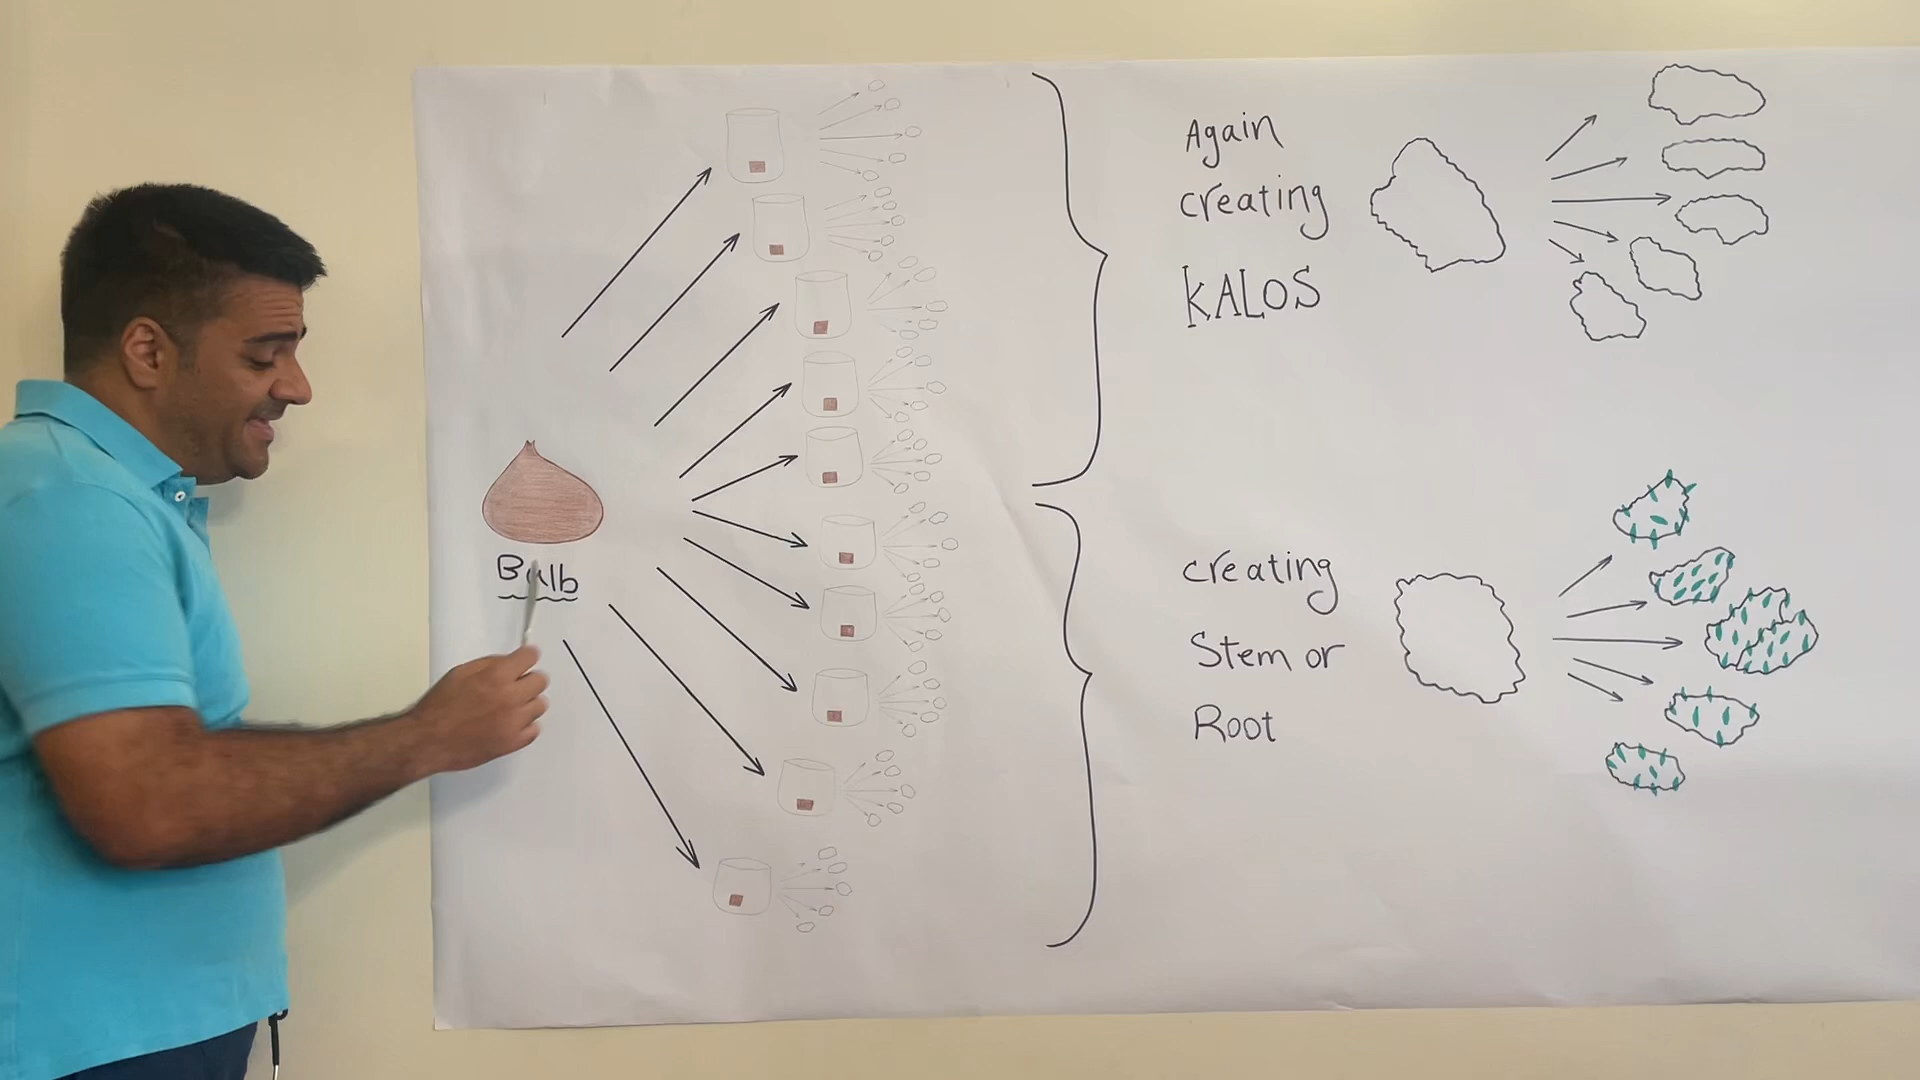 Bulb
Again
creating
KALOS
creating
Stem or
Root